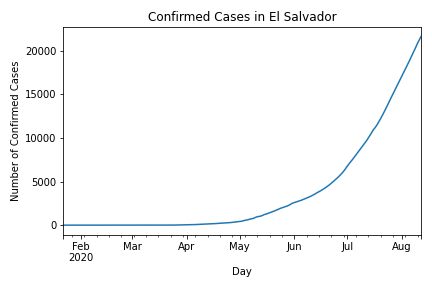 Confirmed Cases in El Salvador
Number of Confirmed Cases
20000
15000
10000
5000
0
Feb Mar Apr May Jun Jul Aug
2020
Day